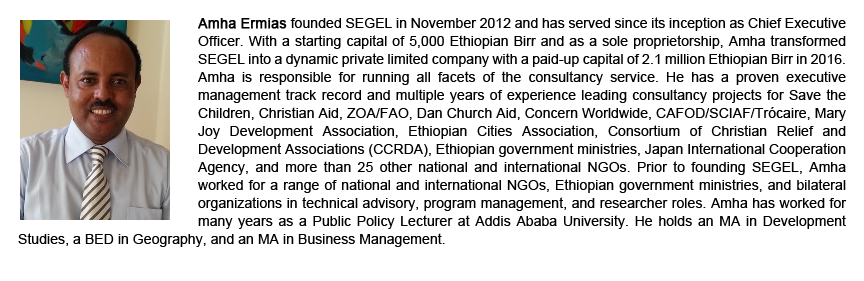 Amha Ermias founded SEGEL in November 2012 and has served since its inception as Chief Executive
Officer. With a starting capital of 5,000 Ethiopian Birr and as a sole proprietorship, Amha transformed
SEGEL into a dynamic private limited company with a paid-up capital of 2.1 million Ethiopian Birr in 2016.
Amha is responsible for running all facets of the consultancy service. He has a proven executive
management track record and multiple years of experience leading consultancy projects for Save the
Children, Christian Aid, ZOA/FAO, Dan Church Aid, Concern Worldwide, CAFOD/SCIAF/Trócaire, Mary
Joy Development Association, Ethiopian Cities Association, Consortium of Christian Relief and
Development Associations (CCRDA), Ethiopian government ministries, Japan International Cooperation
Agency, and more than 25 other national and international NGOs. Prior to founding SEGEL, Amha
worked for a range of national and international NGOs, Ethiopian government ministries, and bilateral
organizations in technical advisory, program management, and researcher roles. Amha has worked for
many years as a Public Policy Lecturer at Addis Ababa University. He holds an MA in Development
Studies, a BED in Geography, and an MA in Business Management.